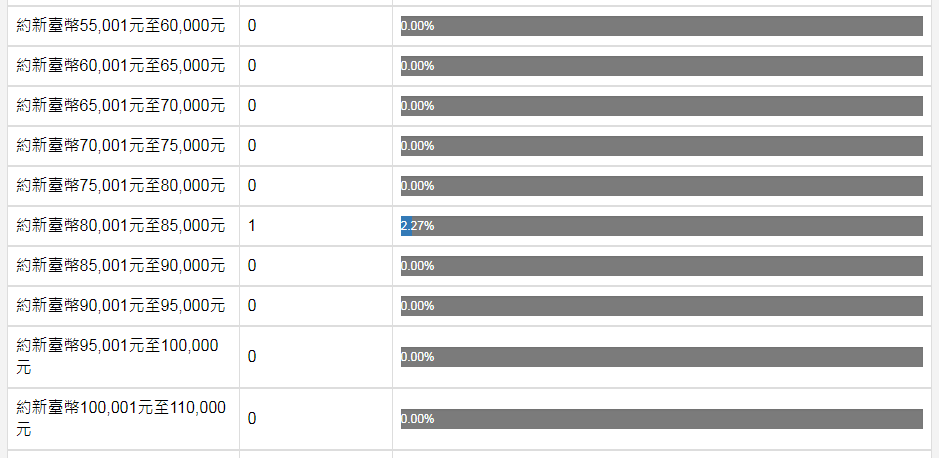 約新臺幣55,001元至60,000元 0 0.00%
約新臺幣60,001元至65,000元 0 0.00%
約新臺幣65,001元至70,000元 0 0.00%
約新臺幣70,001元至75,000元 0 0.00%
約新臺幣75,001元至80,000元 0 0.00%
約新臺幣80,001元至85,000元 1 2.27%
約新臺幣85,001元至90,000元 0 0.00%
約新臺幣90,001元至95,000元 0 0.00%
約新臺幣95,001元至100,000
元 0 0.00%
約新臺幣100,001元至110,000
元 0 0.00%